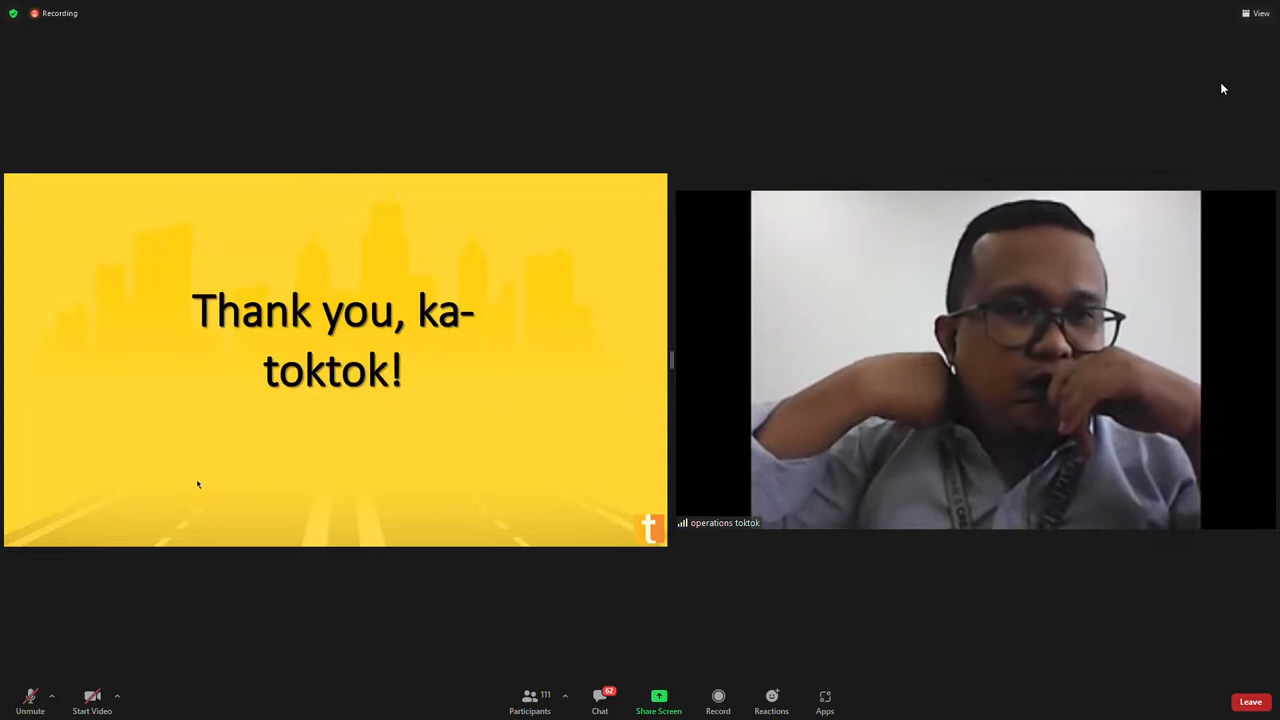 Recording
View
Thank you, ka-
toktok!
t
operations toktok
Unmute
Start Video
111
Participants
62
Chat
Share Screen
Record
Reactions
Apps
Leave